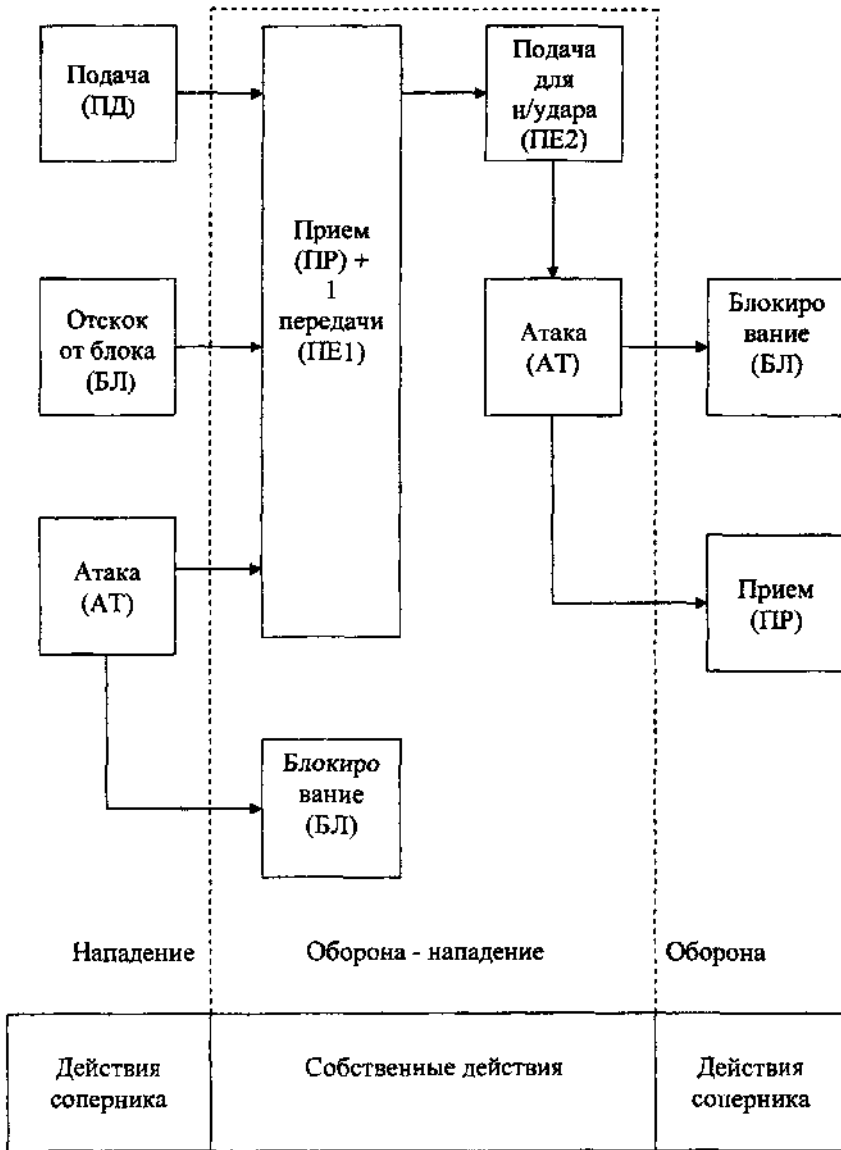 Подача
(ПД)
Отскок
от блока
(БЛ)
Атака
(АТ)
Прием
(ПР) +
1
передачи
(ПЕ1)
Блокиро
вание
(БЛ)
Подача
для
н/удара
(ПЕ2)
Атака
(АТ)
Блокиро
вание
(БЛ)
Прием
(ПР)
Нападение
Оборона - нападение
Оборона
Действия
соперника
Собственные действия
Действия
соперника